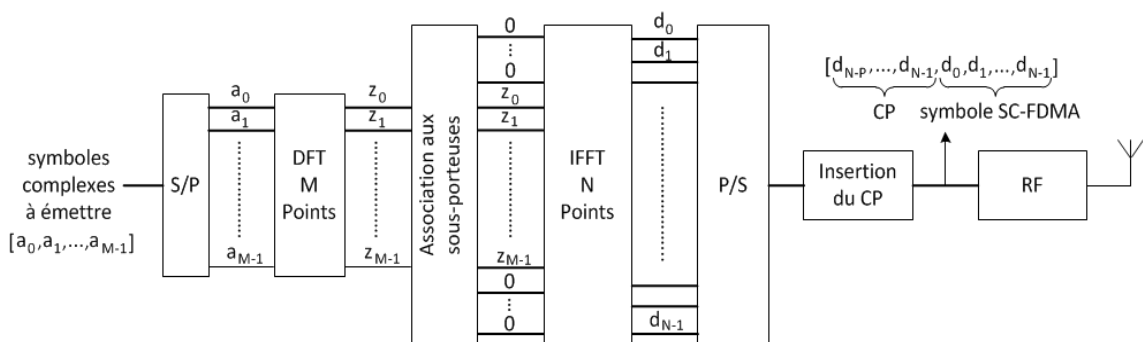 symboles
complexes
à émettre
[a0,a1,...,aM-1]
S/P
a0
a1
aM-1
DFT
M
Points
z0
z1
zM-1
Association aux
sous-porteuses
0
0
z0
z1
zM-1
0
0
IFFT
N
Points
d0
d1
dN-1
P/S
[dN-P,...,dN-1,d0,d1,...,dN-1]
CP
symbole SC-FDMA
Insertion
du CP
RF